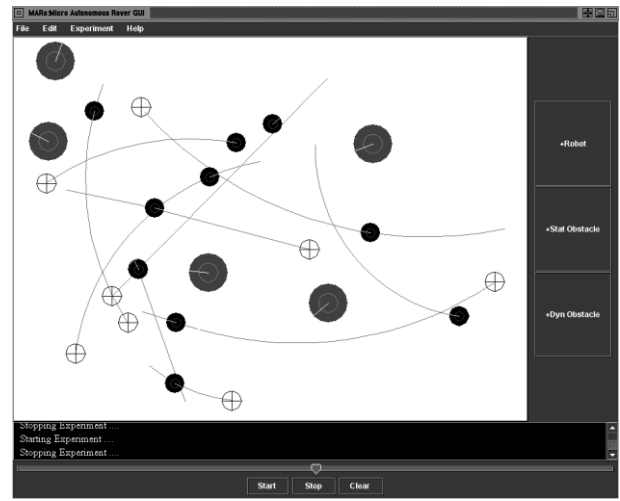 MARs:Micro Autonomous Rover GUI
File Edit Experiment Help
+Robot
+Stat Obstacle
+Dyn Obstacle
Stopping Experiment ....
Starting Experiment ....
Stopping Experiment ....
Start Stop Clear